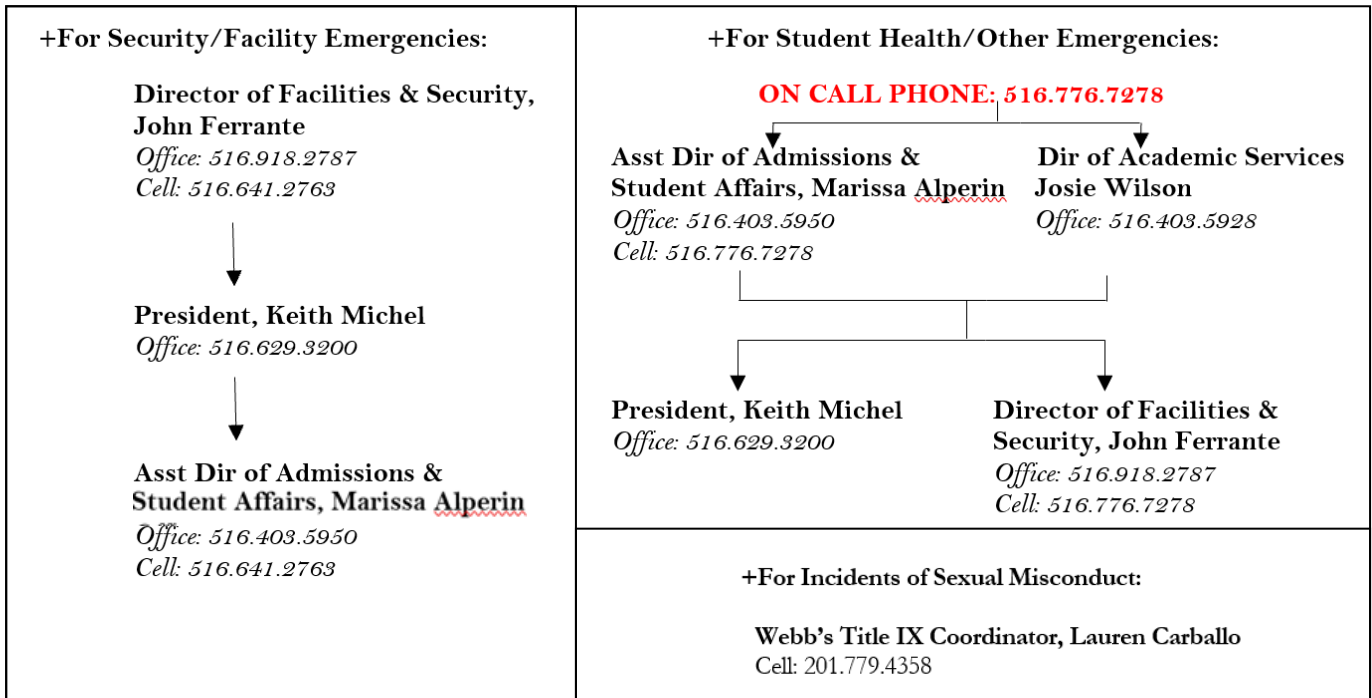 +For Security/Facility Emergencies:
Director of Facilities & Security,
John Ferrante
Office: 516.918.2787
Cell: 516.641.2763
President, Keith Michel
Office: 516.629.3200
Asst Dir of Admissions &
Student Affairs, Marissa Alperin
Office: 516.403.5950
Cell: 516.641.2763
+For Student Health/Other Emergencies:
ON CALL PHONE: 516.776.7278
Asst Dir of Admissions &
Student Affairs, Marissa Alperin
Office: 516.403.5950
Cell: 516.776.7278
Dir of Academic Services
Josie Wilson
Office: 516.403.5928
President, Keith Michel
Office: 516.629.3200
Director of Facilities &
Security, John Ferrante
Office: 516.918.2787
Cell: 516.776.7278
+For Incidents of Sexual Misconduct:
Webb's Title IX Coordinator, Lauren Carballo
Cell: 201.779.4358